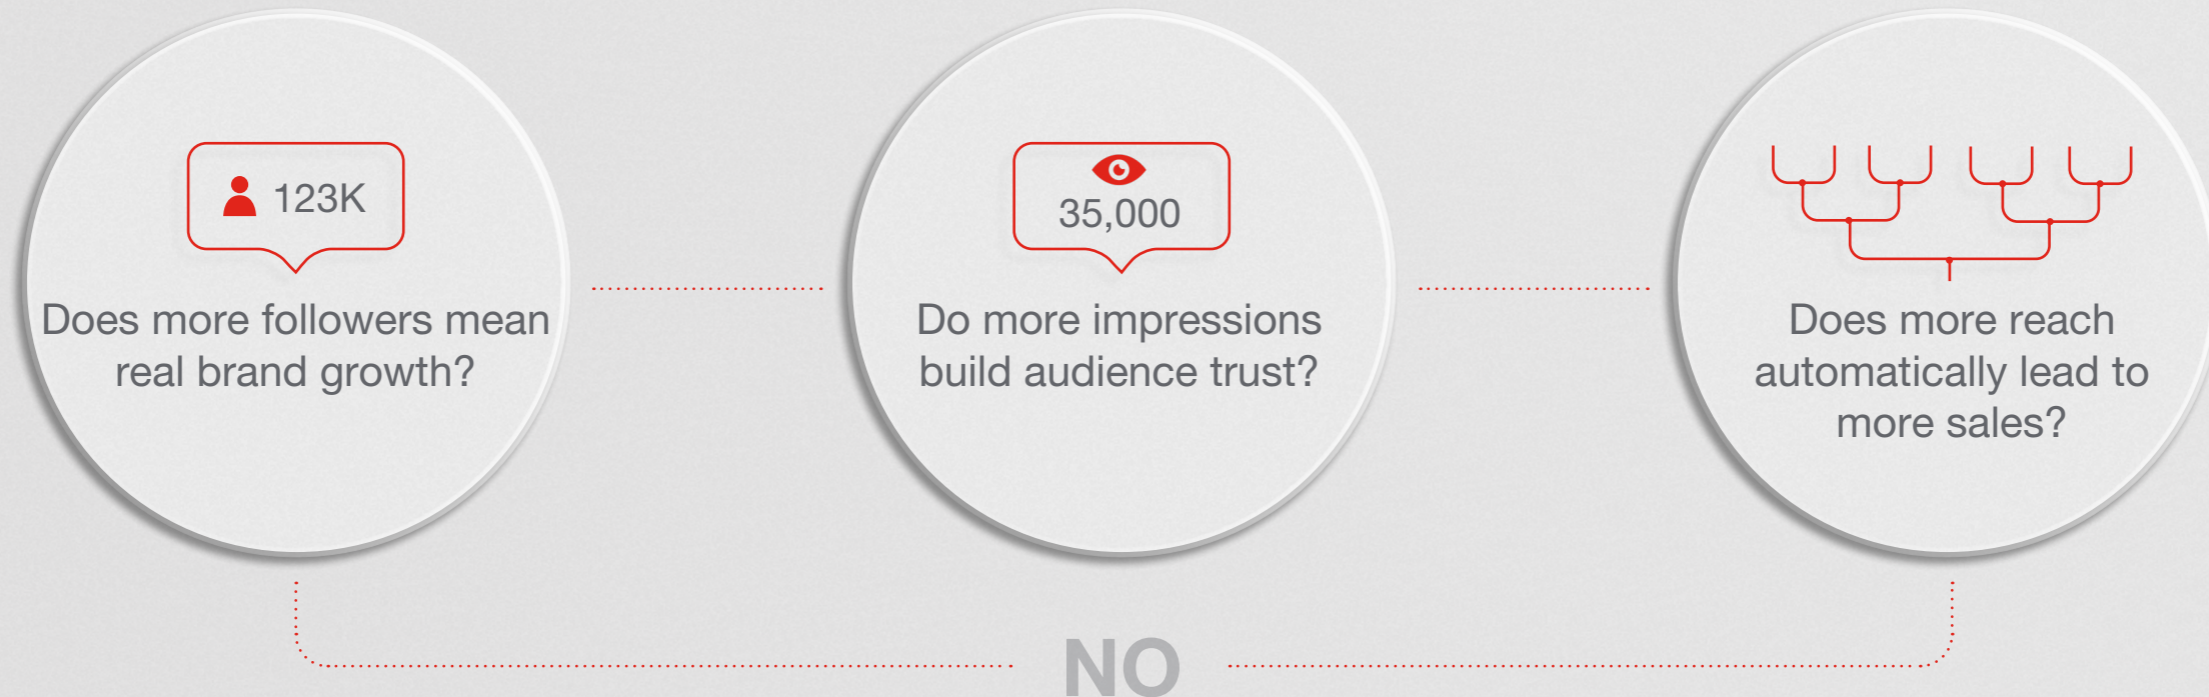 123K
Does more followers mean
real brand growth?
35,000
Do more impressions
build audience trust?
Does more reach
automatically lead to
more sales?
NO